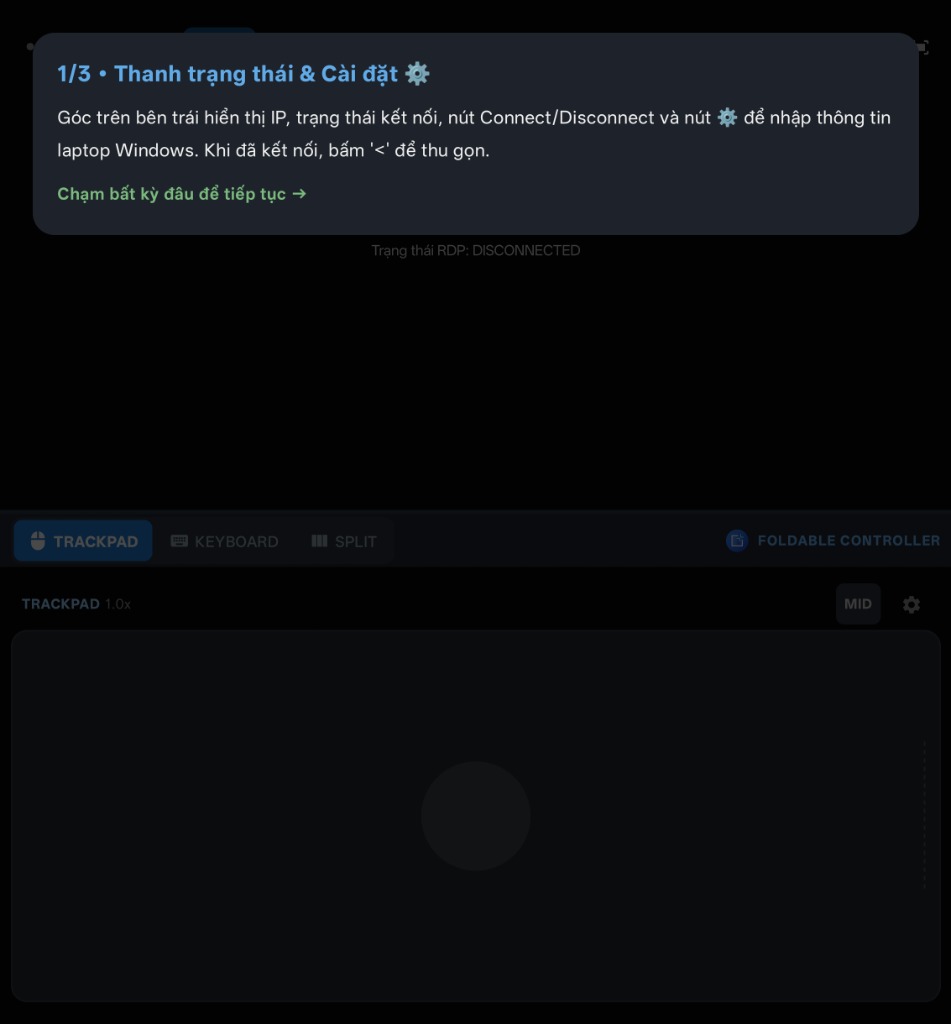 1/3 • Thanh trạng thái & Cài đặt ⚙️
Góc trên bên trái hiển thị IP, trạng thái kết nối, nút Connect/Disconnect và nút ⚙️ để nhập thông tin
laptop Windows. Khi đã kết nối, bấm '<' để thu gọn.
Chạm bất kỳ đâu để tiếp tục →
Trạng thái RDP: DISCONNECTED
TRACKPAD
KEYBOARD
SPLIT
FOLDABLE CONTROLLER
TRACKPAD 1.0x
MID